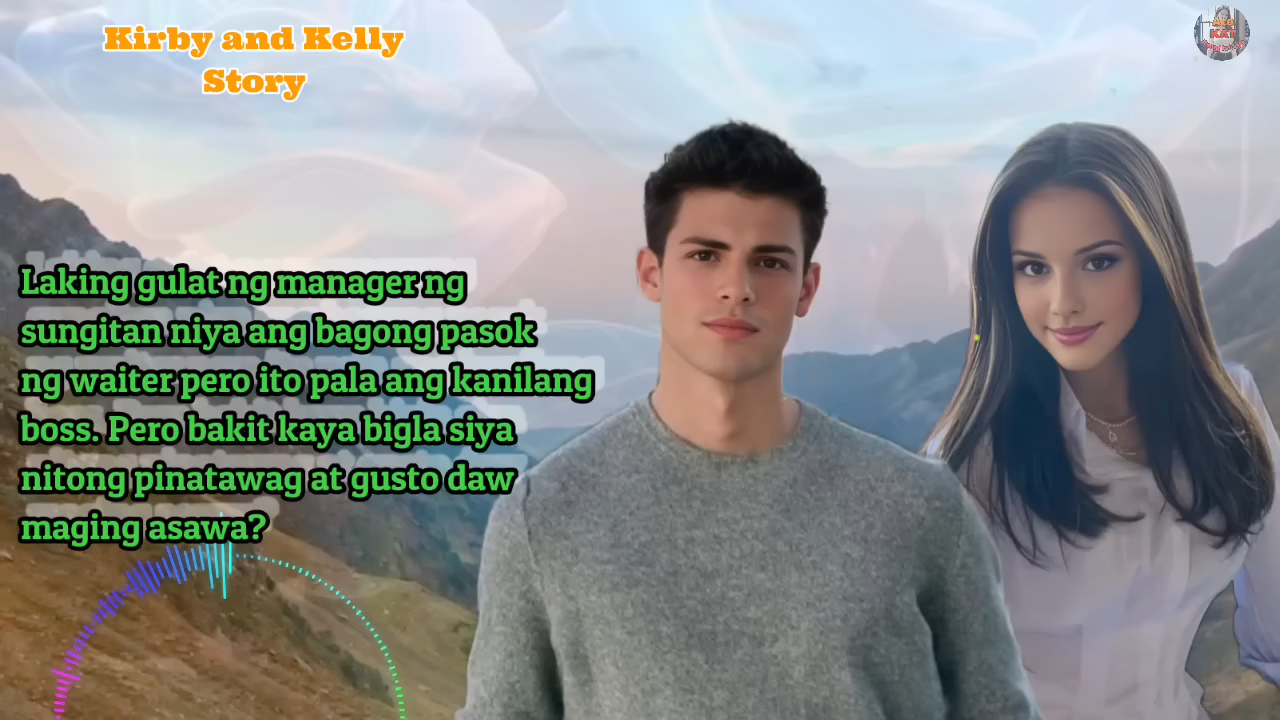 Kirby and Kelly
Story
Laking gulat ng manager ng
sungitan niya ang bagong pasok
ng waiter pero ito pala ang kanilang
boss. Pero bakit kaya bigla siya
nitong pinatawag at gusto daw
maging asawa?